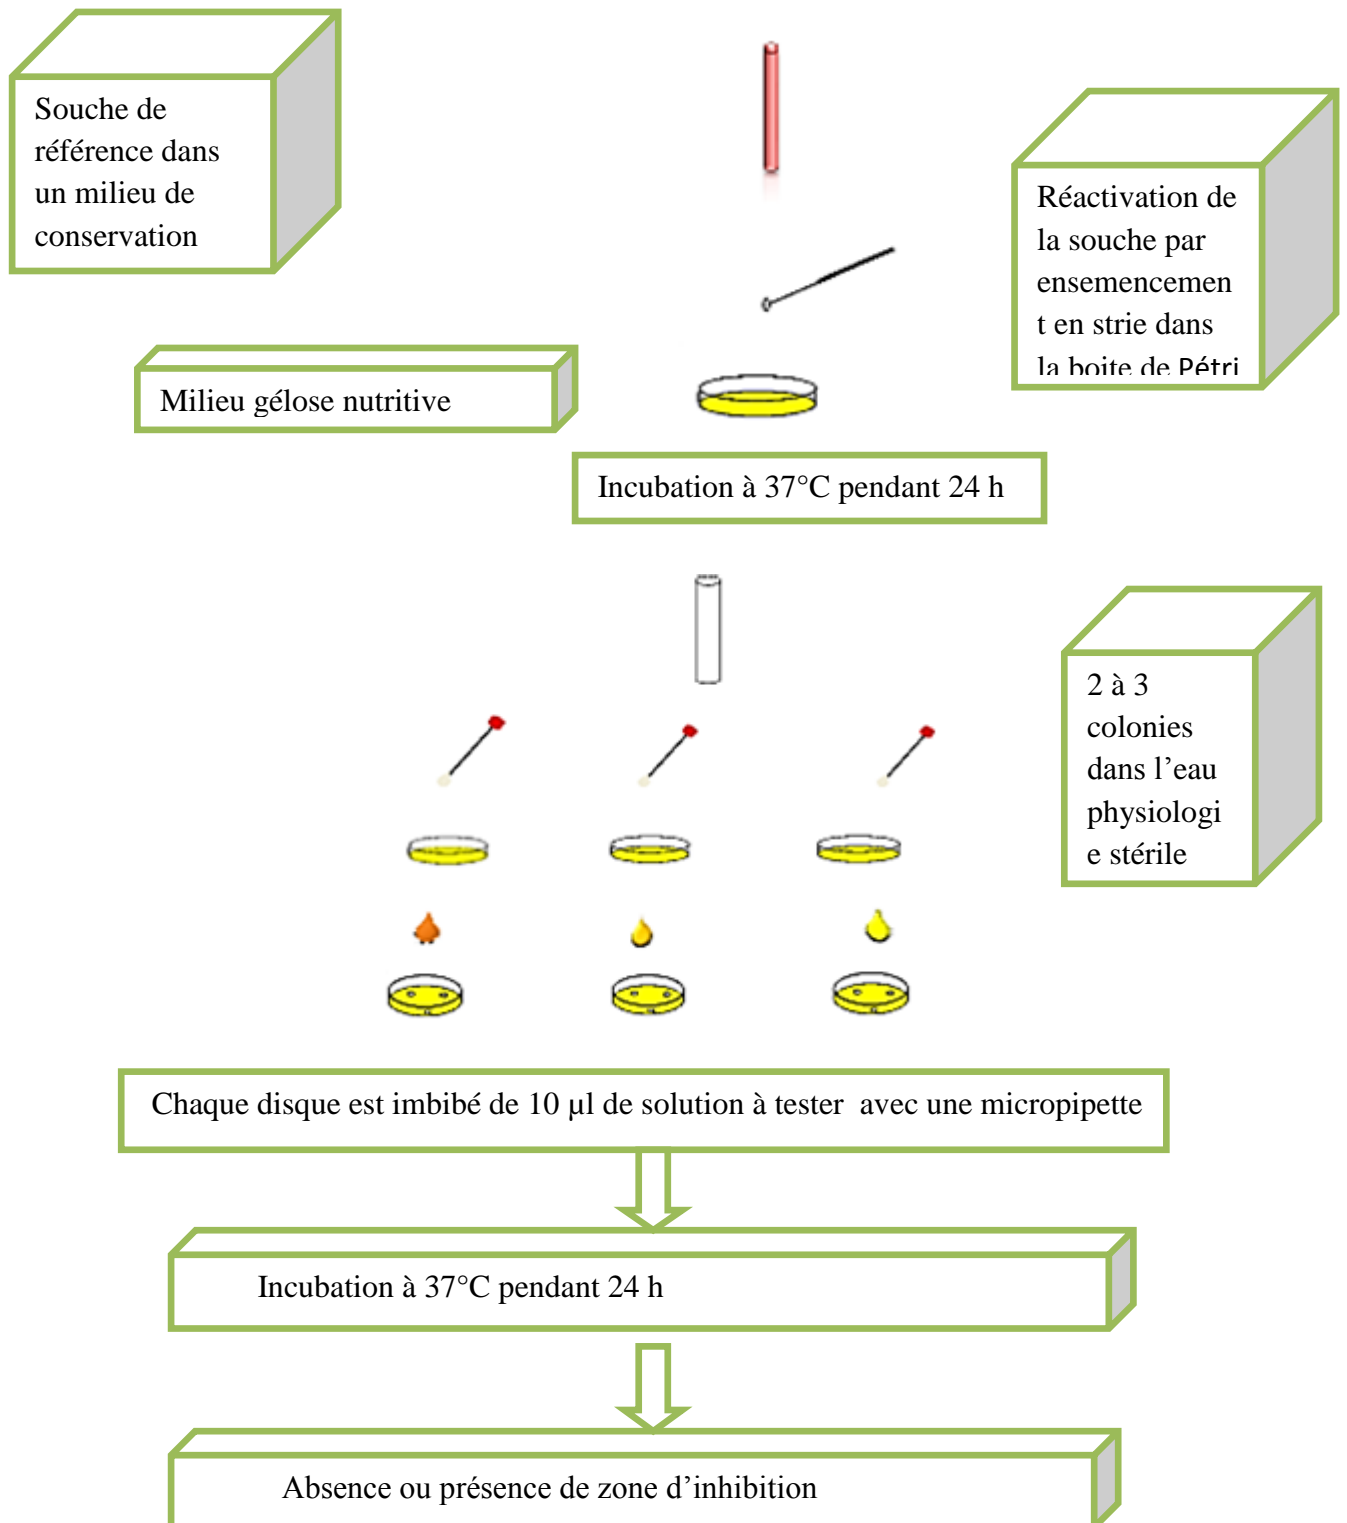 Souche de
référence dans
un milieu de
conservation
Réactivation de
la souche par
ensemencemen
t en strie dans
la boite de Pétri
Milieu gélose nutritive
Incubation à 37°C pendant 24 h
2 à 3
colonies
dans l’eau
physiologi
e stérile
Chaque disque est imbibé de 10 µl de solution à tester avec une micropipette
Incubation à 37°C pendant 24 h
Absence ou présence de zone d’inhibition